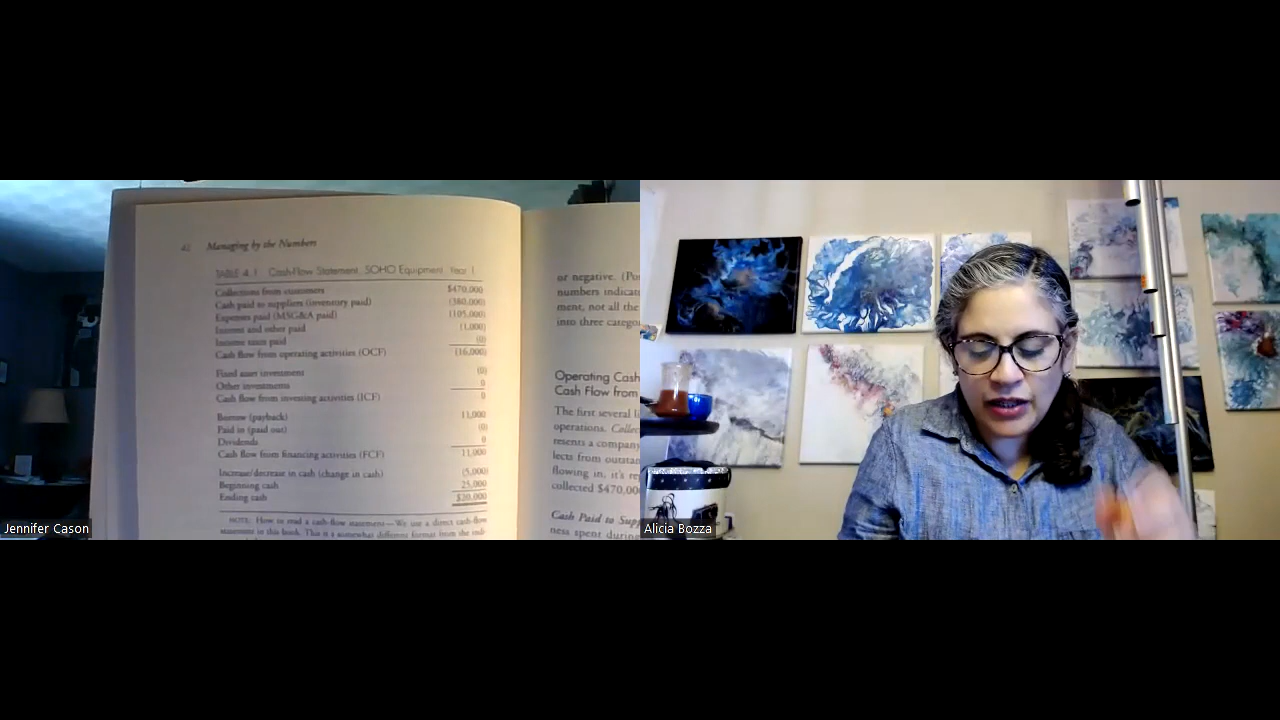 42 Managing by the Numbers
TABLE 4.1 Cash-Flow Statement, SOHO Equipment, Year 1
Collections from customers $470,000
Cash paid to suppliers (inventory paid) (380,000)
Expenses paid (MSG&A paid) (105,000)
Interest and other paid (1,000)
Income taxes paid (0)
Cash flow from operating activities (OCF) (16,000)
Fixed asset investment (0)
Other investments 0
Cash flow from investing activities (ICF) 0
Borrow (payback) 11,000
Paid in (paid out) (0)
Dividends 0
Cash flow from financing activities (FCF) 11,000
Increase/decrease in cash (change in cash) (5,000)
Beginning cash 25,000
Ending cash $20,000
NOTE: How to read a cash-flow statement—We use a direct cash-flow
statement in this book. This is a somewhat different format from the
or negative.
numbers
ment, not all the
into three
Operating Cash
Cash Flow from
The first several
operations.
resents a company
lects from
flowing in, it's
collected $470,000
Cash Paid to
ness spent
Jennifer Cason
Alicia Bozza